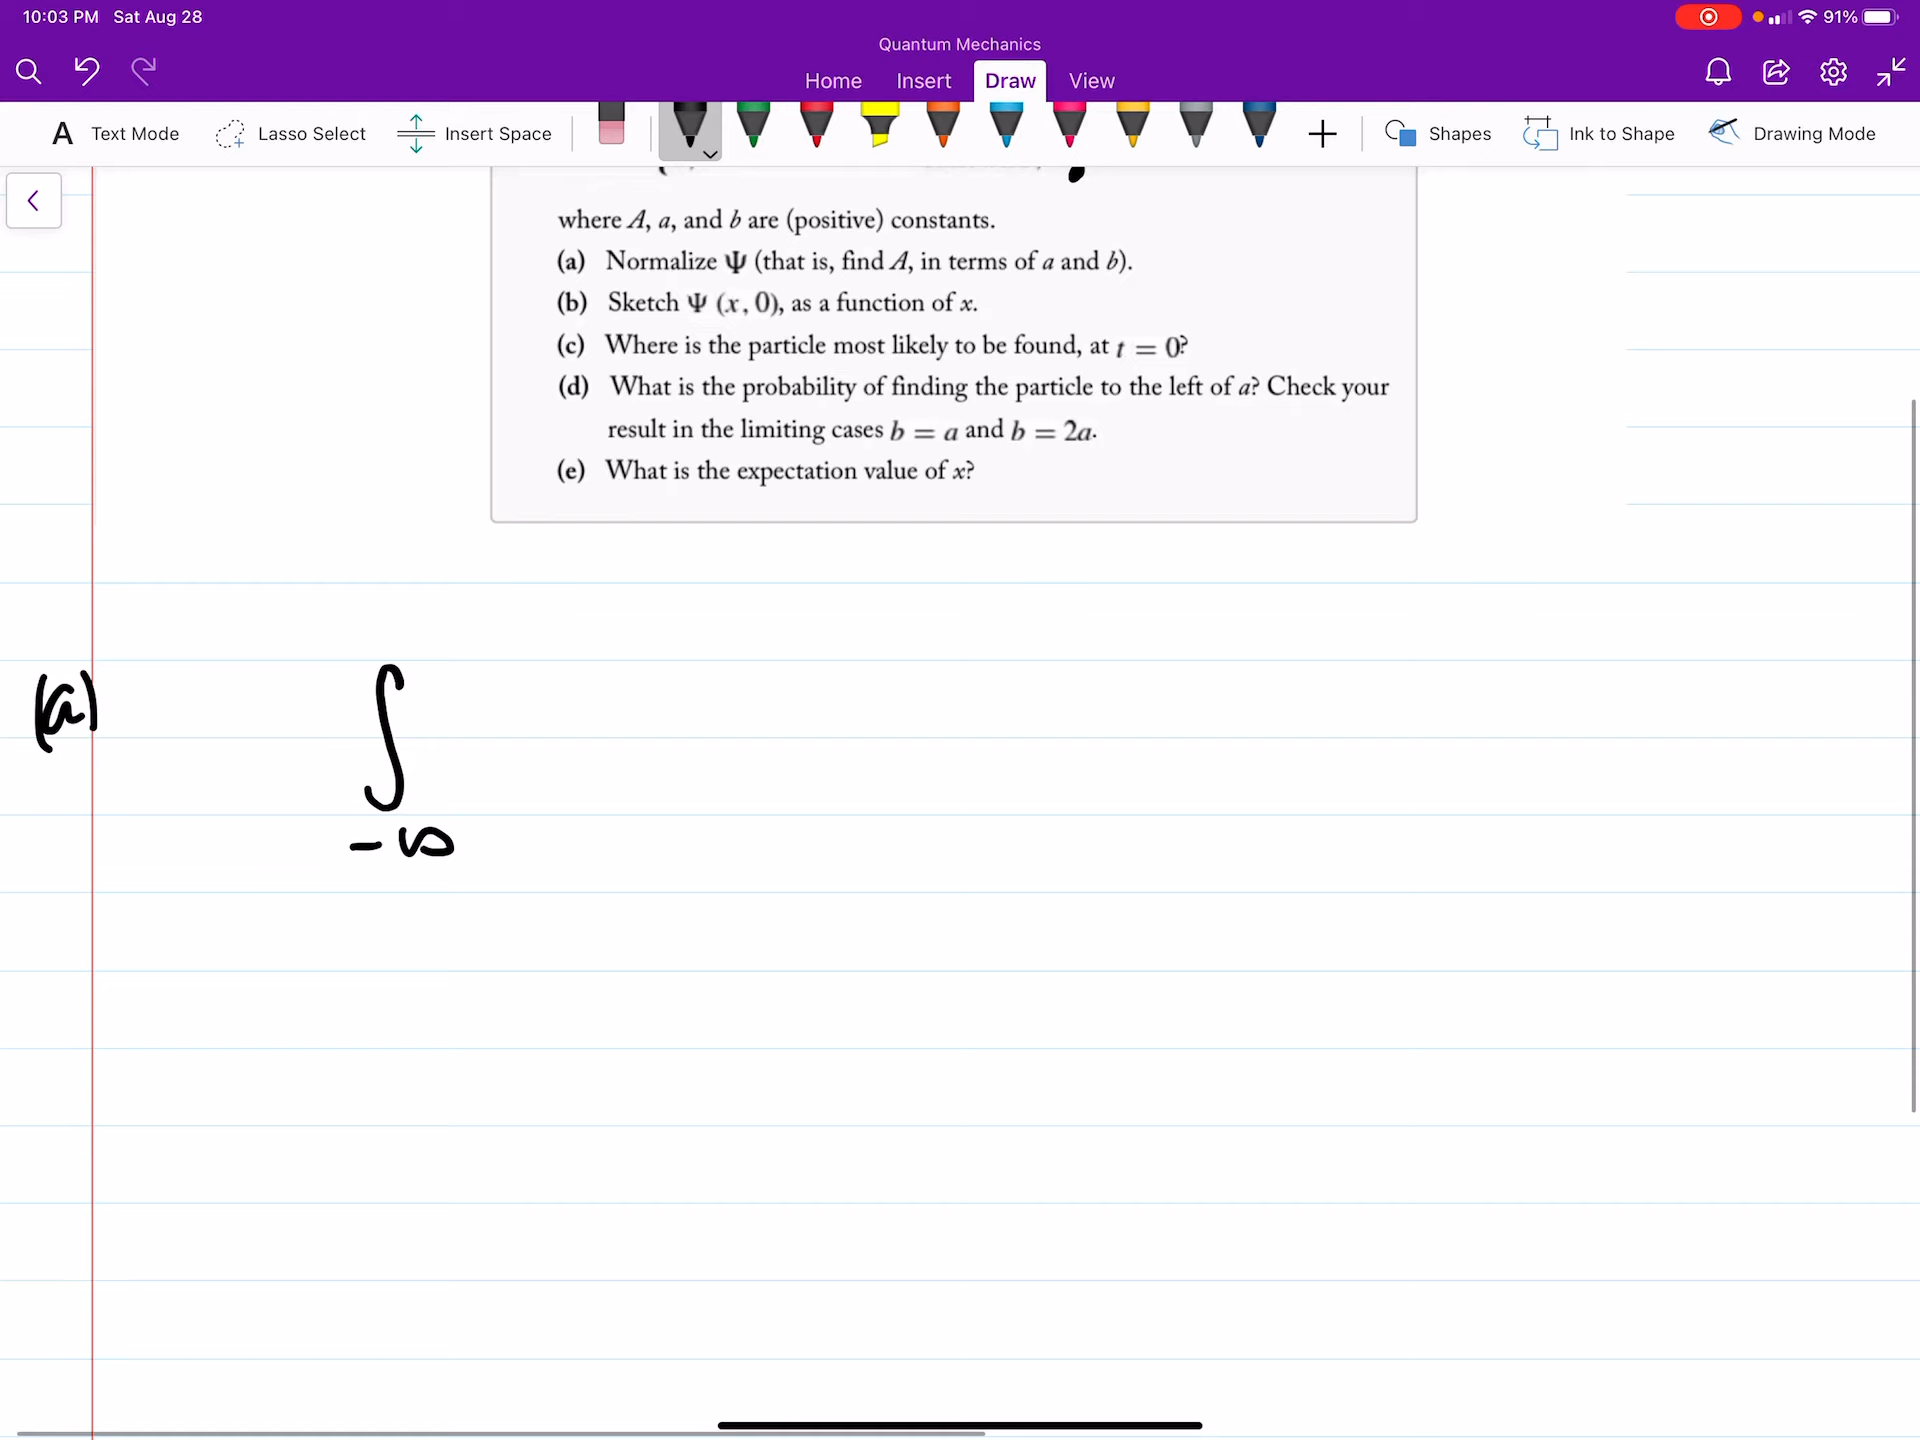 10:03 PM Sat Aug 28
91%
Quantum Mechanics
Home Insert Draw View
A Text Mode Lasso Select Insert Space Shapes Ink to Shape Drawing Mode
where A, a, and b are (positive) constants.
(a) Normalize Ψ (that is, find A, in terms of a and b).
(b) Sketch Ψ (x, 0), as a function of x.
(c) Where is the particle most likely to be found, at t = 0?
(d) What is the probability of finding the particle to the left of a? Check your
result in the limiting cases b = a and b = 2a.
(e) What is the expectation value of x?
(a) ∫
-∞